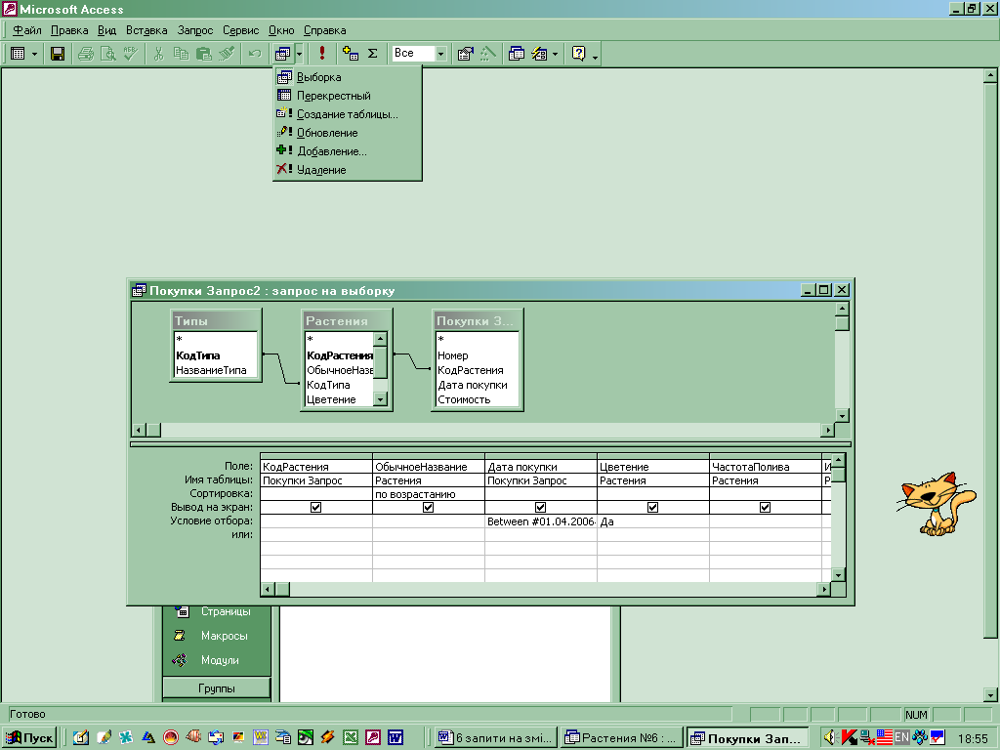 Microsoft Access
Файл Правка Вид Вставка Запрос Сервис Окно Справка
Все
Выборка
Перекрестный
Создание таблицы...
Обновление
Добавление...
Удаление
Покупки Запрос2 : запрос на выборку
Типы
*
КодТипа
НазваниеТипа
Растения
*
КодРастения
ОбычноеНазв
КодТипа
Цветение
Покупки З...
*
Номер
КодРастения
Дата покупки
Стоимость
Поле: КодРастения ОбычноеНазвание Дата покупки Цветение ЧастотаПолива
Имя таблицы: Покупки Запрос Растения Покупки Запрос Растения Растения
Сортировка: по возрастанию
Вывод на экран:
Условие отбора: Between #01.04.2006 Да
или:
Страницы
Макросы
Модули
Группы
Готово NUM
Пуск 6 запити на змі... Растения №6 : ... Покупки Зап... EN 18:55